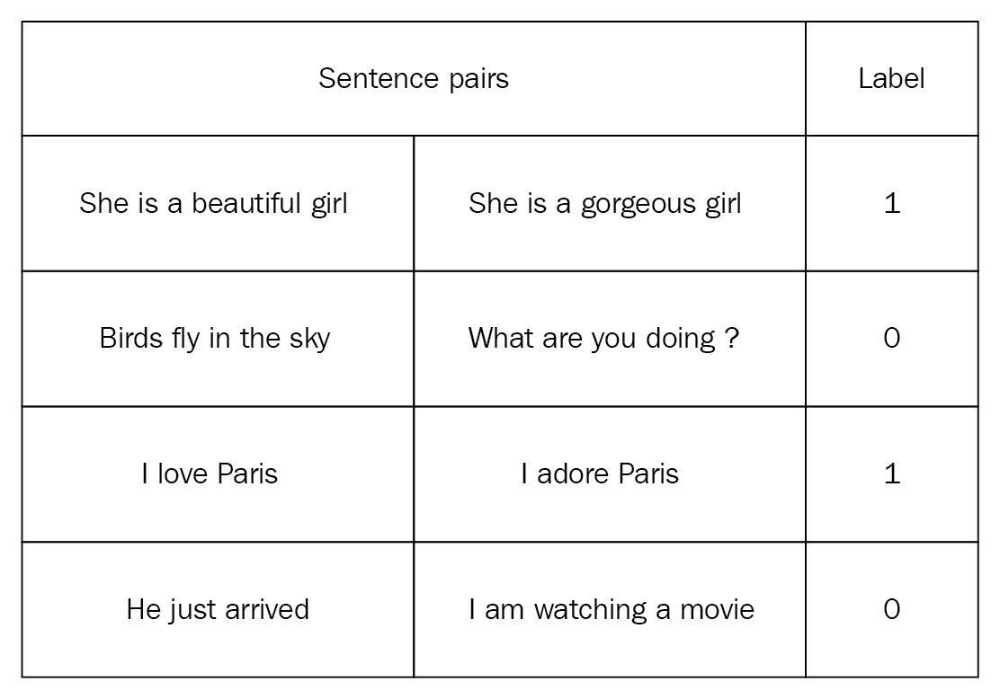 Sentence pairs Label
She is a beautiful girl She is a gorgeous girl 1
Birds fly in the sky What are you doing ? 0
I love Paris I adore Paris 1
He just arrived I am watching a movie 0